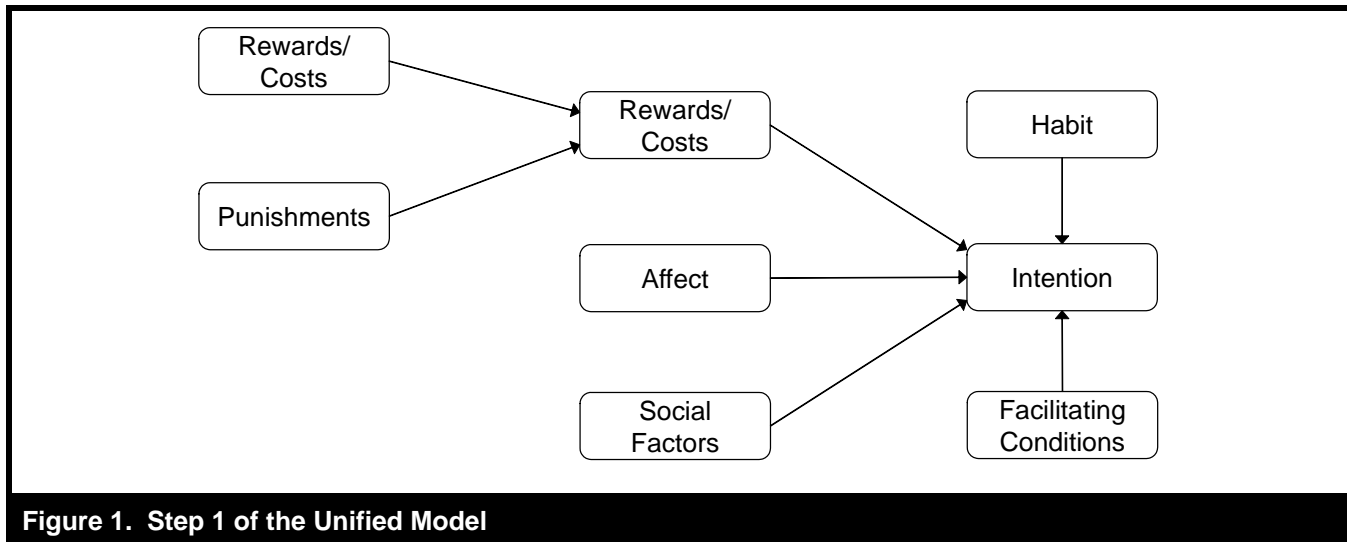 Rewards/
Costs
Rewards/
Costs
Habit
Punishments
Affect
Intention
Social
Factors
Facilitating
Conditions
Figure 1. Step 1 of the Unified Model